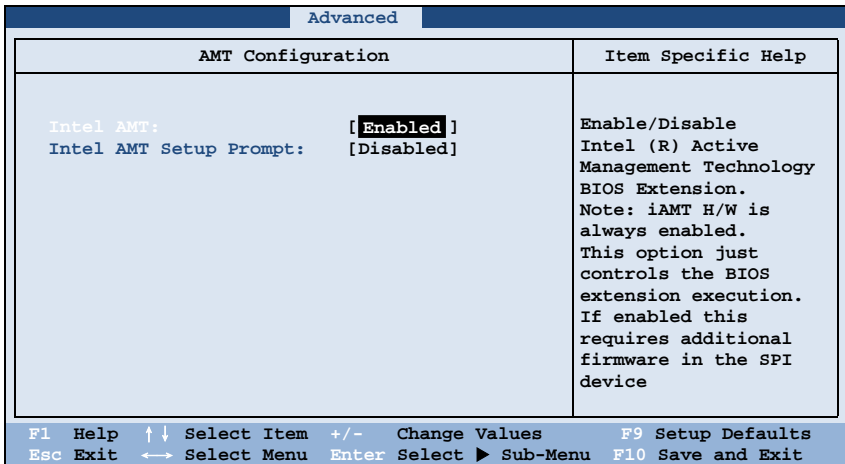 Advanced
AMT Configuration
Item Specific Help
Intel AMT: [Enabled]
Intel AMT Setup Prompt: [Disabled]
Enable/Disable
Intel (R) Active
Management Technology
BIOS Extension.
Note: iAMT H/W is
always enabled.
This option just
controls the BIOS
extension execution.
If enabled this
requires additional
firmware in the SPI
device
F1 Help ↑↓ Select Item +/- Change Values F9 Setup Defaults
Esc Exit ←→ Select Menu Enter Select ▶ Sub-Menu F10 Save and Exit